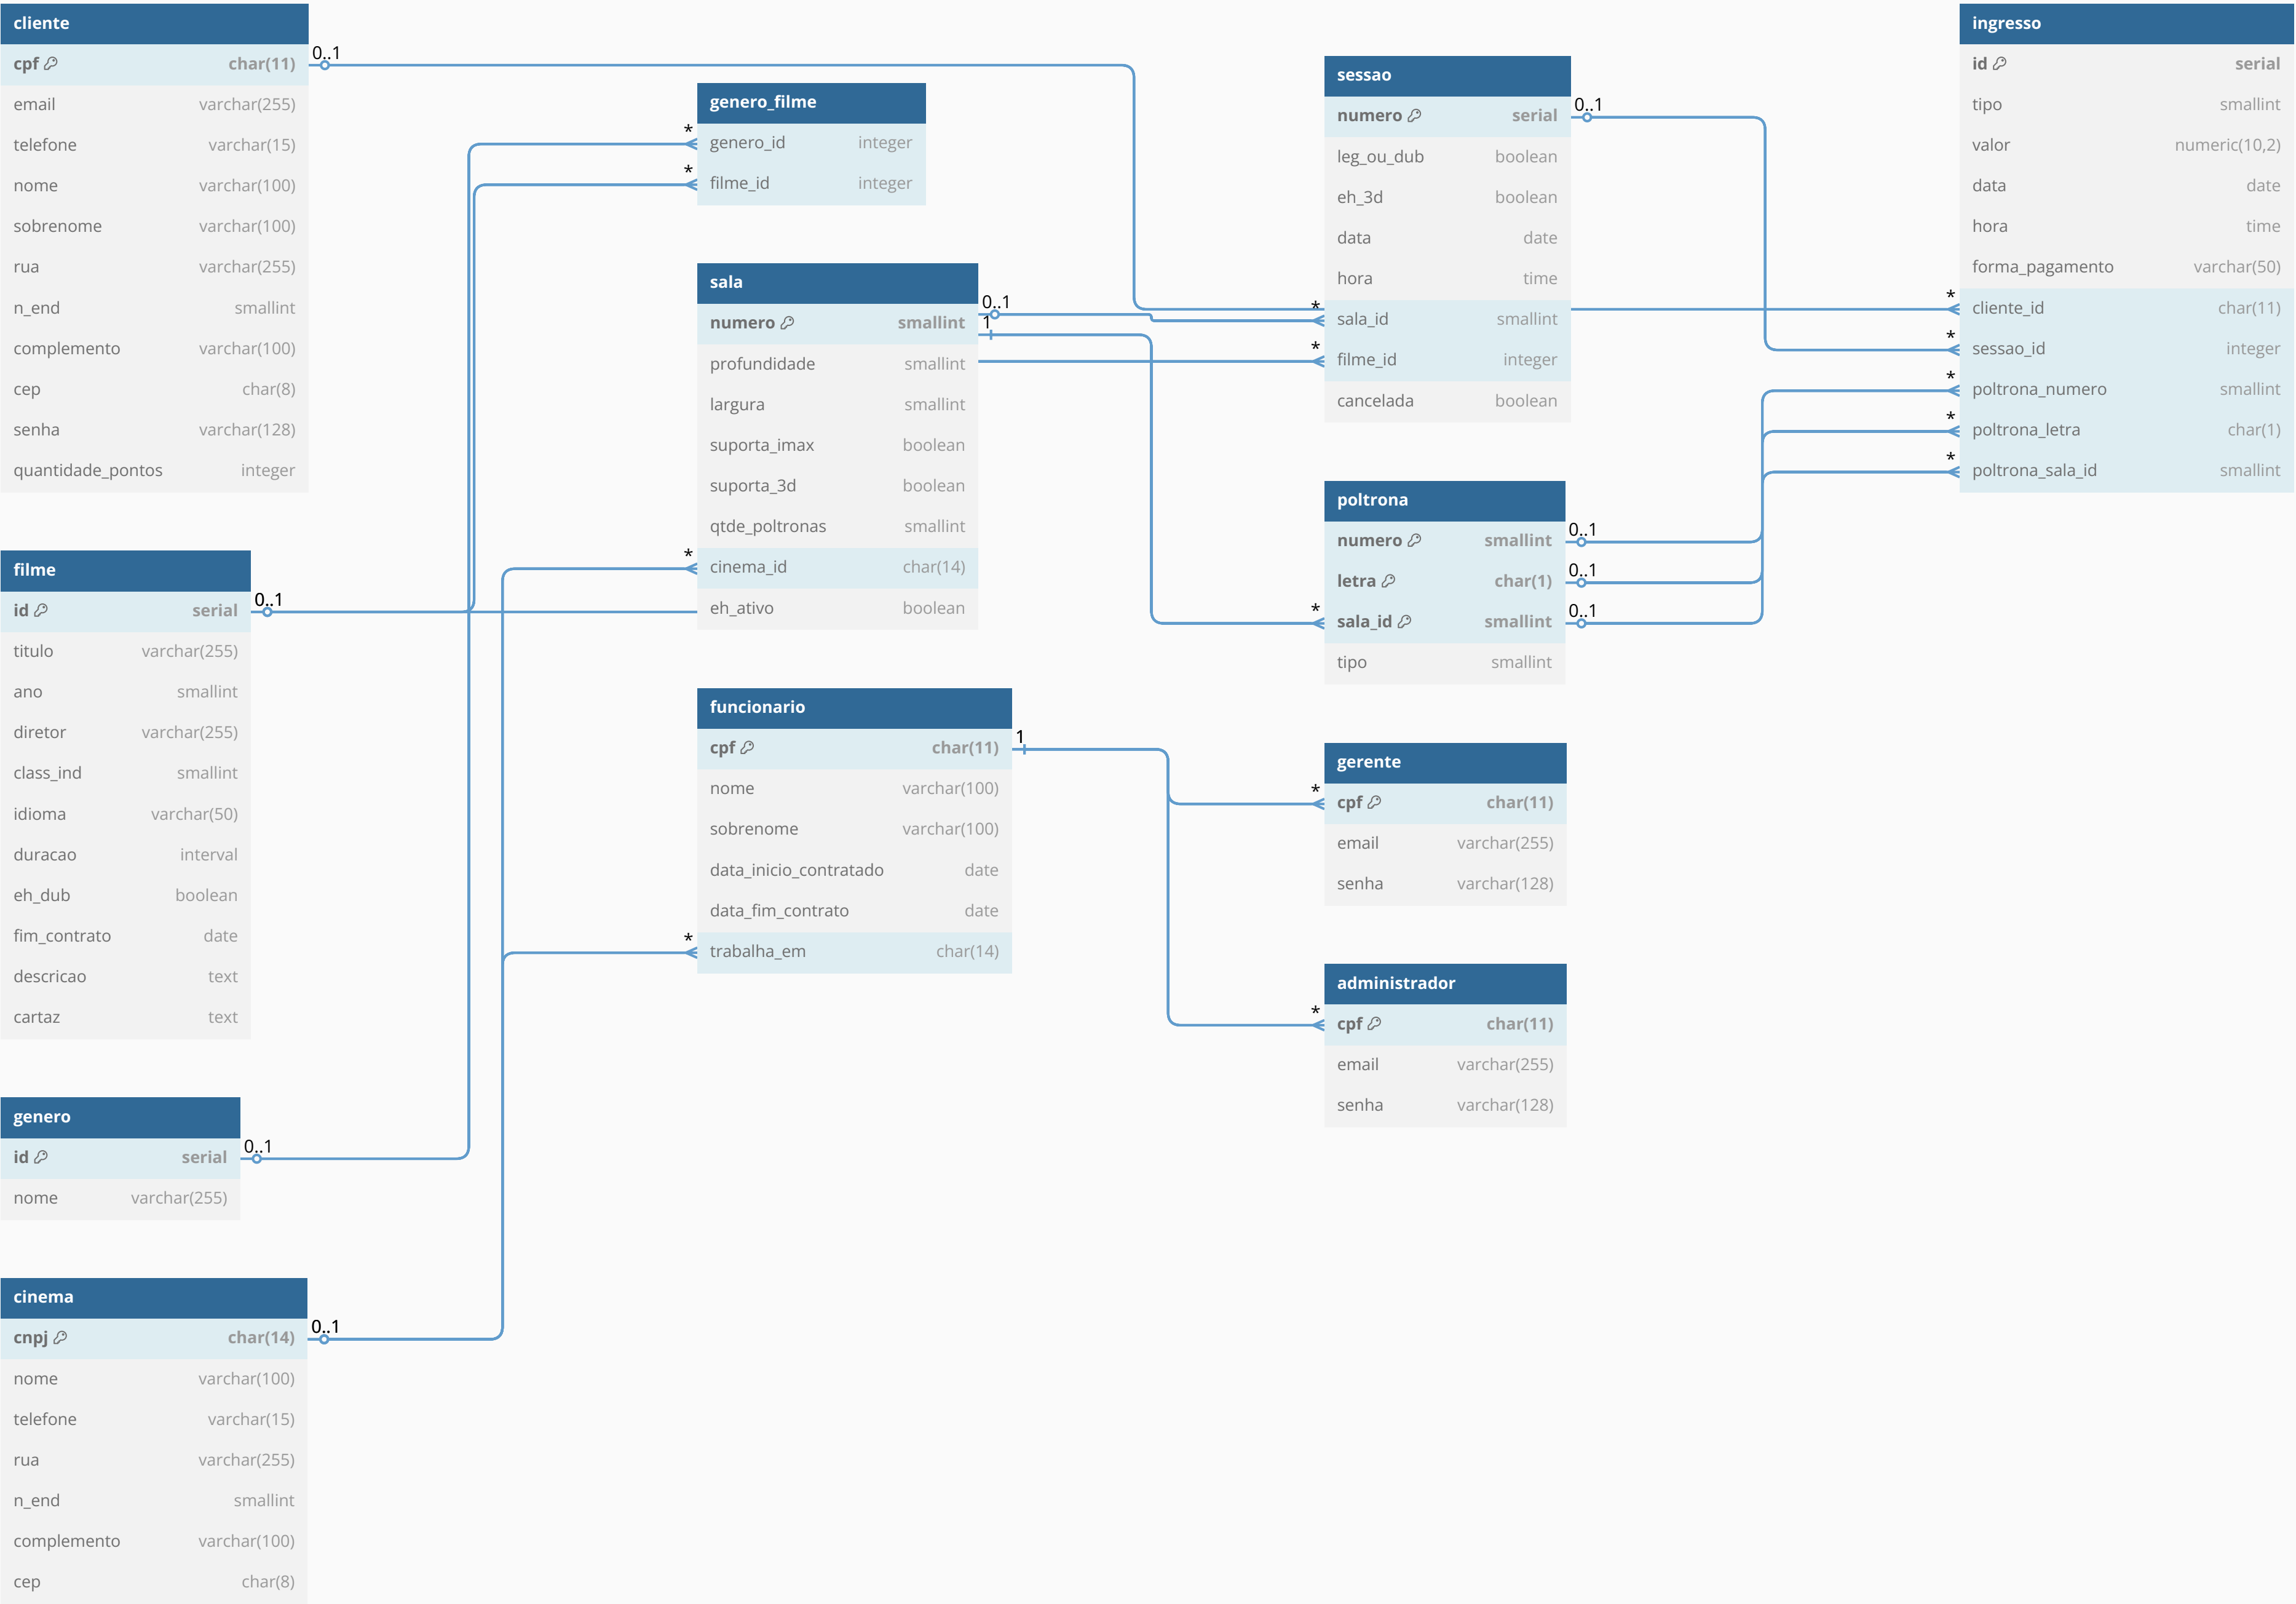 cliente
cpf char(11)
email varchar(255)
telefone varchar(15)
nome varchar(100)
sobrenome varchar(100)
rua varchar(255)
n_end smallint
complemento varchar(100)
cep char(8)
senha varchar(128)
quantidade_pontos integer
0..1
filme
id serial
titulo varchar(255)
ano smallint
diretor varchar(255)
class_ind smallint
idioma varchar(50)
duracao interval
eh_dub boolean
fim_contrato date
descricao text
cartaz text
0..1
genero
id serial
nome varchar(255)
0..1
cinema
cnpj char(14)
nome varchar(100)
telefone varchar(15)
rua varchar(255)
n_end smallint
complemento varchar(100)
cep char(8)
0..1
genero_filme
* genero_id integer
* filme_id integer
sala
numero smallint
profundidade smallint
largura smallint
suporta_imax boolean
suporta_3d boolean
qtde_poltronas smallint
* cinema_id char(14)
eh_ativo boolean
0..1
1
funcionario
cpf char(11)
nome varchar(100)
sobrenome varchar(100)
data_inicio_contratado date
data_fim_contrato date
* trabalha_em char(14)
1
sessao
numero serial
leg_ou_dub boolean
eh_3d boolean
data date
hora time
* sala_id smallint
* filme_id integer
cancelada boolean
0..1
poltrona
numero smallint 0..1
letra char(1) 0..1
* sala_id smallint 0..1
tipo smallint
gerente
* cpf char(11)
email varchar(255)
senha varchar(128)
administrador
* cpf char(11)
email varchar(255)
senha varchar(128)
ingresso
id serial
tipo smallint
valor numeric(10,2)
data date
hora time
forma_pagamento varchar(50)
* cliente_id char(11)
* sessao_id integer
* poltrona_numero smallint
* poltrona_letra char(1)
* poltrona_sala_id smallint